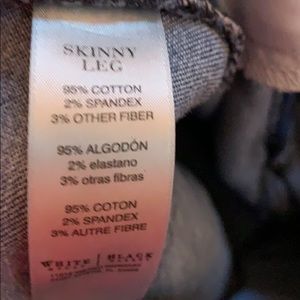 SKINNY
LEG
95% COTTON
2% SPANDEX
3% OTHER FIBER
95% ALGODÓN
2% elastano
3% otras fibras
95% COTON
2% SPANDEX
3% AUTRE FIBRE
WHITE | BLACK